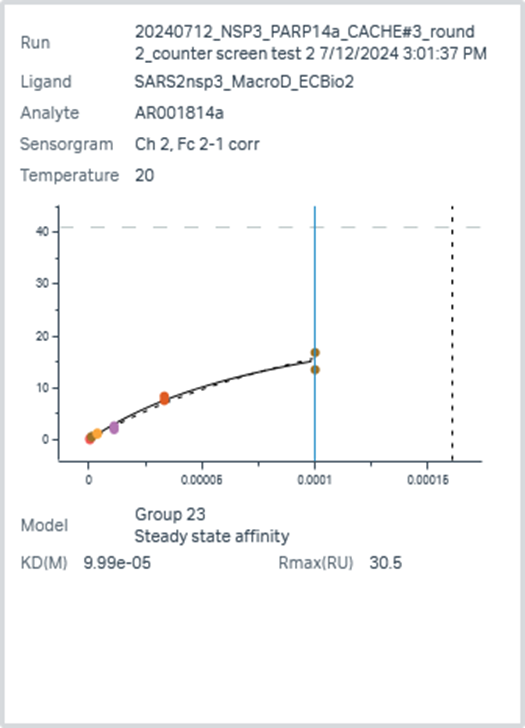 Run
20240712_NSP3_PARP14a_CACHE#3_round
2_counter screen test 2 7/12/2024 3:01:37 PM
Ligand SARS2nsp3_MacroD_ECBio2
Analyte AR001814a
Sensorgram Ch 2, Fc 2-1 corr
Temperature 20
40
30
20
10
0
0 0.00005 0.0001 0.00015
Model
Group 23
Steady state affinity
KD(M) 9.99e-05 Rmax(RU) 30.5